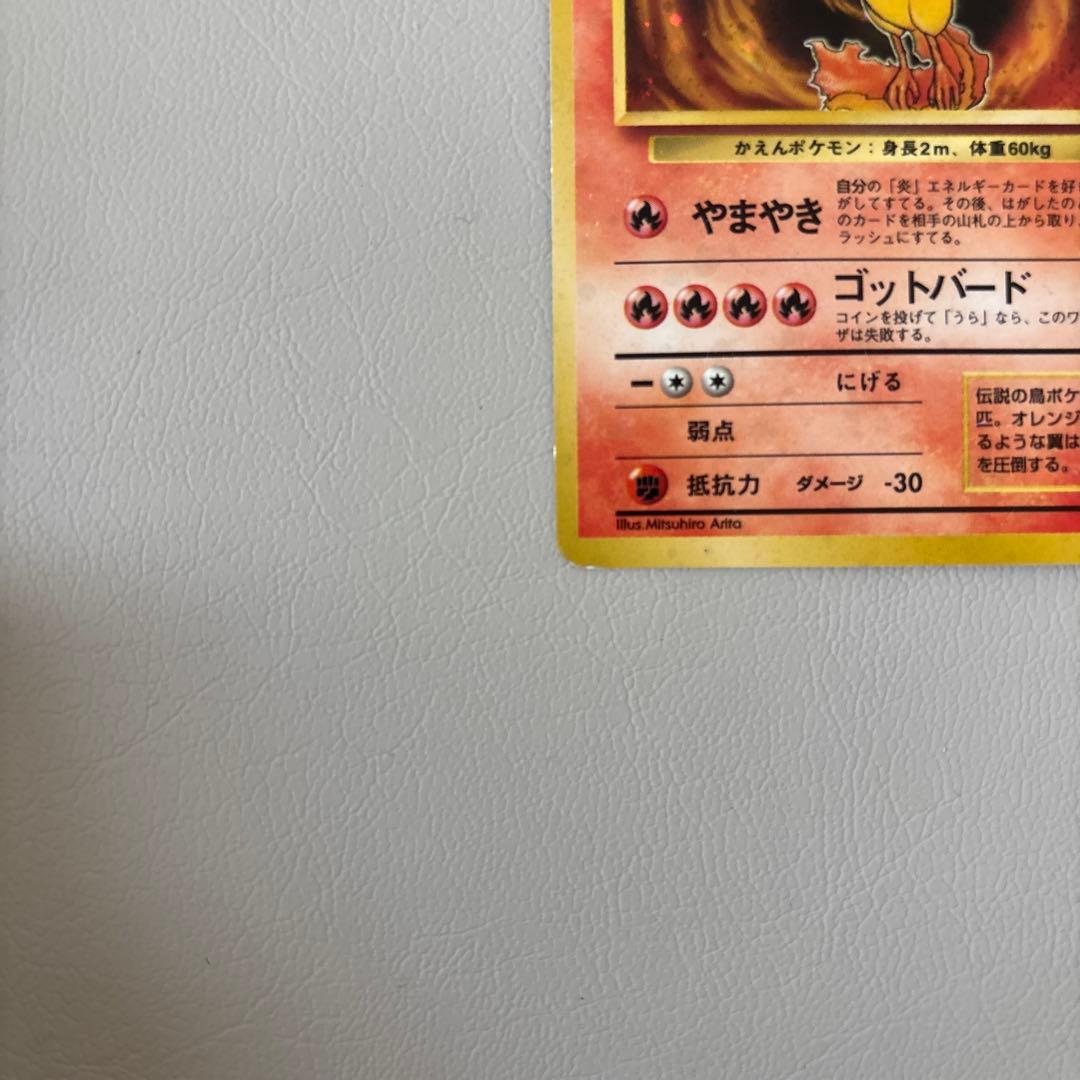 かえんポケモン：身長2m、体重60kg
やまやき
自分の「炎」エネルギーカードを好
がしてすてる。その後、はがしたの
のカードを相手の山札の上から取り、
ラッシュにすてる。
ゴットバード
コインを投げて「うら」なら、このワ
ザは失敗する。
にげる
弱点
抵抗力 ダメージ -30
伝説の鳥ポケ
匹。オレンジ
るような翼は
を圧倒する。
Illus.Mitsuhiro Arita